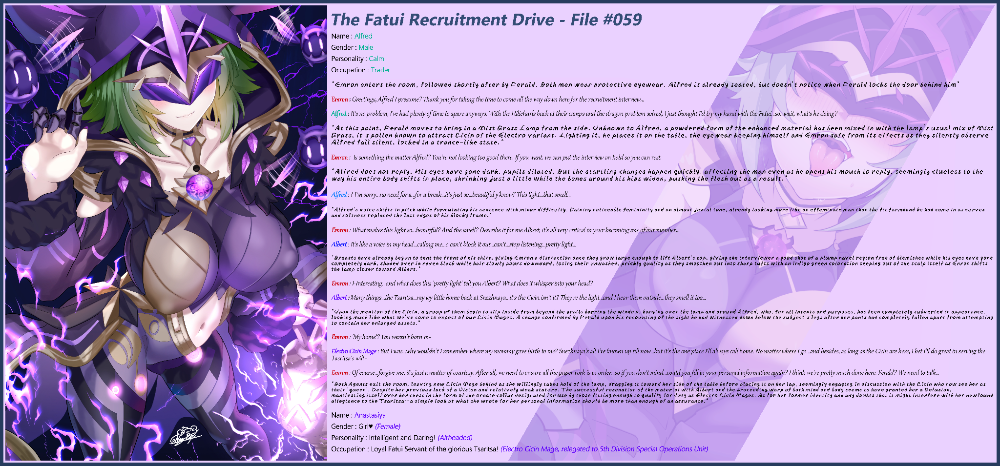 The Fatui Recruitment Drive - File #059
Name : Alfred
Gender : Male
Personality : Calm
Occupation : Trader
*Emron enters the room, followed shortly after by Ferald. Both men wear protective eyewear. Alfred is already seated, but doesn't notice when Ferald locks the door behind him*
Emron : Greetings, Alfred I presume? Thank you for taking the time to come all the way down here for the recruitment interview...
Alfred : It's no problem, I've had plenty of time to spare anyways. With the Hilichurls back at their camps and the dragon problem solved, I just thought I'd try my hand with the Fatui...so...wait, what's he doing?
*At this point, Ferald moves to bring in a Mist Grass Lamp from the side. Unknown to Alfred, a powdered form of the enhanced material has been mixed in with the lamp's usual mix of Mist
Grass, it's pollen known to attract Cicin of the Electro variant. Lighting it, he places it on the table, the eyewear keeping himself and Emron safe from its effects as they silently observe
Alfred fall silent, locked in a trance-like state.*
Emron :  Is something the matter Alfred? You're not looking too good there. If you want, we can put the interview on hold so you can rest.
*Alfred does not reply. His eyes have gone dark, pupils dilated. But the startling changes happen quickly, affecting the man even as he opens his mouth to reply, seemingly clueless to the
way his entire body shifts in place, shrinking just a little while the bones around his hips widen, pushing the flesh out as a result.*
Alfred : I-I'm sorry...no need for a...for a break...it's just so...beautiful y'know? This light...that smell...
*Alfred's voice shifts in pitch while formulating his sentence with minor difficulty. Gaining noticeable femininity and an almost jovial tone, already looking more like an effeminate man than the fit farmhand he had come in as curves
and softness replaced the last edges of his blocky frame.*
Emron : What makes this light so...beautiful? And the smell? Describe it for me Albert, it's all very critical in your becoming one of our number...
Albert : It's like a voice in my head...calling me...c-can't block it out...can't...stop listening...pretty light...
*Breasts have already begun to tent the front of his shirt, giving Emron a distraction once they grow large enough to lift Albert's top, giving the interviewer a good shot of a plump navel region free of blemishes while his eyes have gone
completely dark, shaded over in raven black while hair slowly pours downward, losing their unwashed, prickly quality as they smoothen out into sharp tufts with an indigo green coloration seeping out of the scalp itself as Enron shifts
the lamp closer toward Albert.*
Emron : I-Interesting...and what does this 'pretty light' tell you Albert? What does it whisper into your head?
Albert : Many things...the Tsaritsa...my icy little home back at Snezhnaya...it's the Cicin isn't it? They're the light...and I hear them outside...they smell it too...
*Upon the mention of the Cicin, a group of them begin to slip inside from beyond the grails barring the window, hanging over the lamp and around Alfred, who, for all intents and purposes, has been completely subverted in appearance,
looking much like what we've come to expect of our Cicin Mages. A change confirmed by Ferald upon his recounting of the sight he had witnessed down below the subject's legs after her pants had completely fallen apart from attempting
to contain her enlarged assets.*
Emron : 'My home'? You weren't born in-
Electro Cicin Mage : But I was...why wouldn't I remember where my mommy gave birth to me? Snezhnaya's all I've known up till now...but it's the one place I'll always call home. No matter where I go...and besides, as long as the Cicin are here, I bet I'll do great in serving the
Tasritsa's will~
Emron : Of course...forgive me, it's just a matter of courtesy. After all, we need to ensure all the paperwork is in order...so if you don't mind...could you fill in your personal information again? I think we're pretty much done here. Ferald? We need to talk...
*Both Agents exit the room, leaving new Cicin Mage behind as she willingly takes hold of the lamp, dragging it toward her side of the table before placing it on her lap, seemingly engaging in discussion with the Cicin who now see her as
their 'queen'. Despite her previous lack of a Vision and relatively weak stature. The successful resonation of the material with Albert and the proceeding warp of both mind and body seems to have granted her a Delusion,
manifesting itself over her chest in the form of the ornate collar designated for use by those fitting enough to qualify for duty as Electro Cicin Mages. As for her former identity and any doubts that it might interfere with her newfound
allegiance to the Tsaritsa...a simple look at what she wrote for her personal information should be more than enough of an assurance.*
Name : Anastasiya
Gender : Girl♥ (Female)
Personality : Intelligent and Daring! (Airheaded)
Occupation : Loyal Fatui Servant of the glorious Tsaritsa! (Electro Cicin Mage, relegated to 5th Division Special Operations Unit)